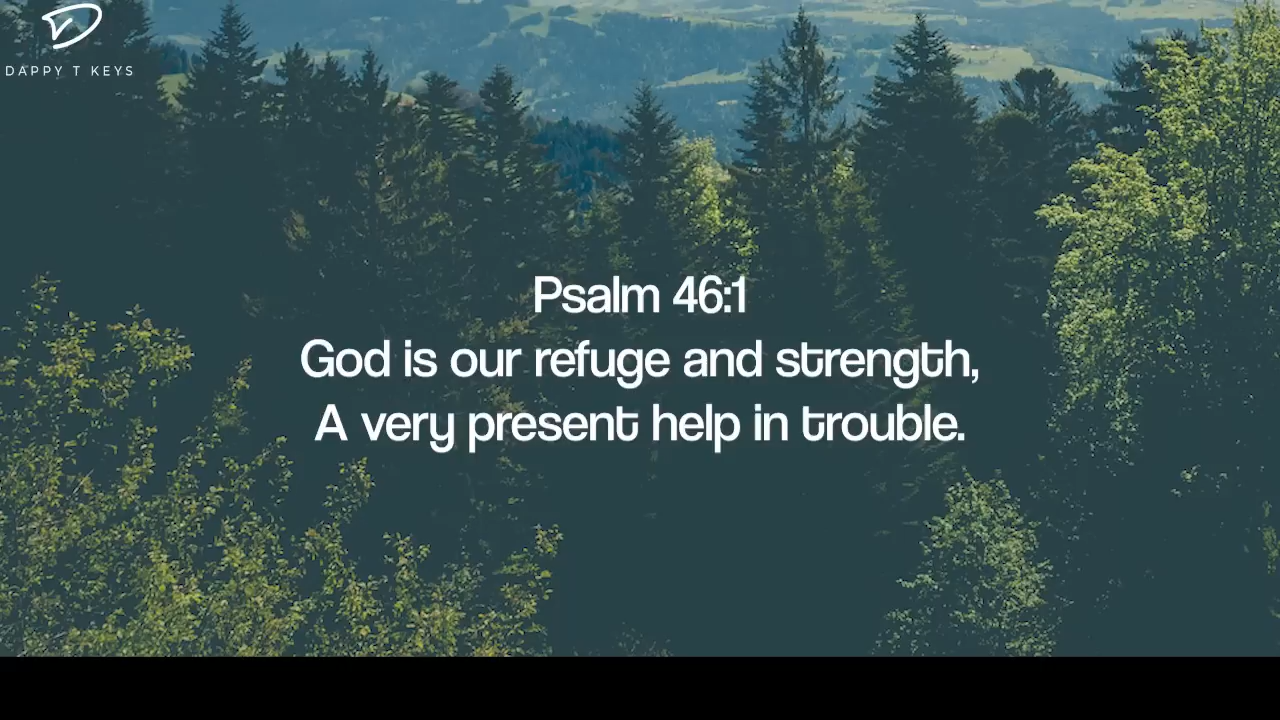 DAPPY T KEYS
Psalm 46:1
God is our refuge and strength,
A very present help in trouble.